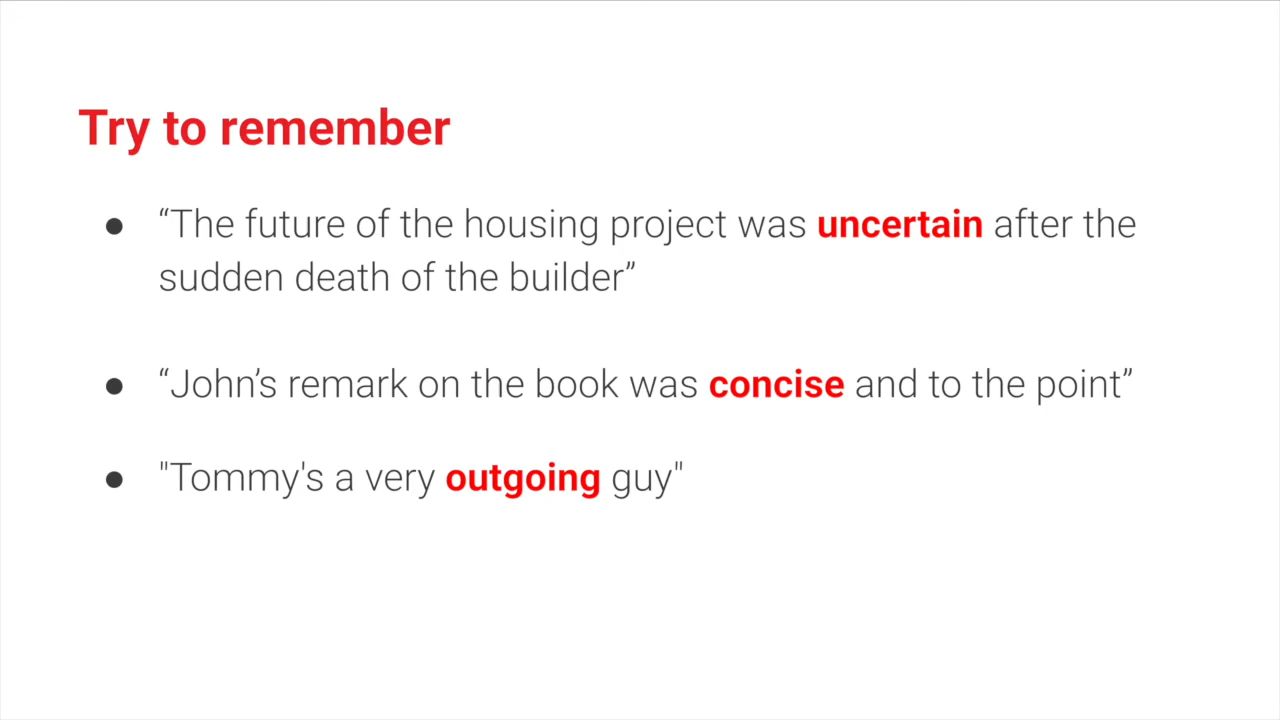 Try to remember
● “The future of the housing project was uncertain after the
sudden death of the builder”
● “John’s remark on the book was concise and to the point”
● "Tommy's a very outgoing guy"